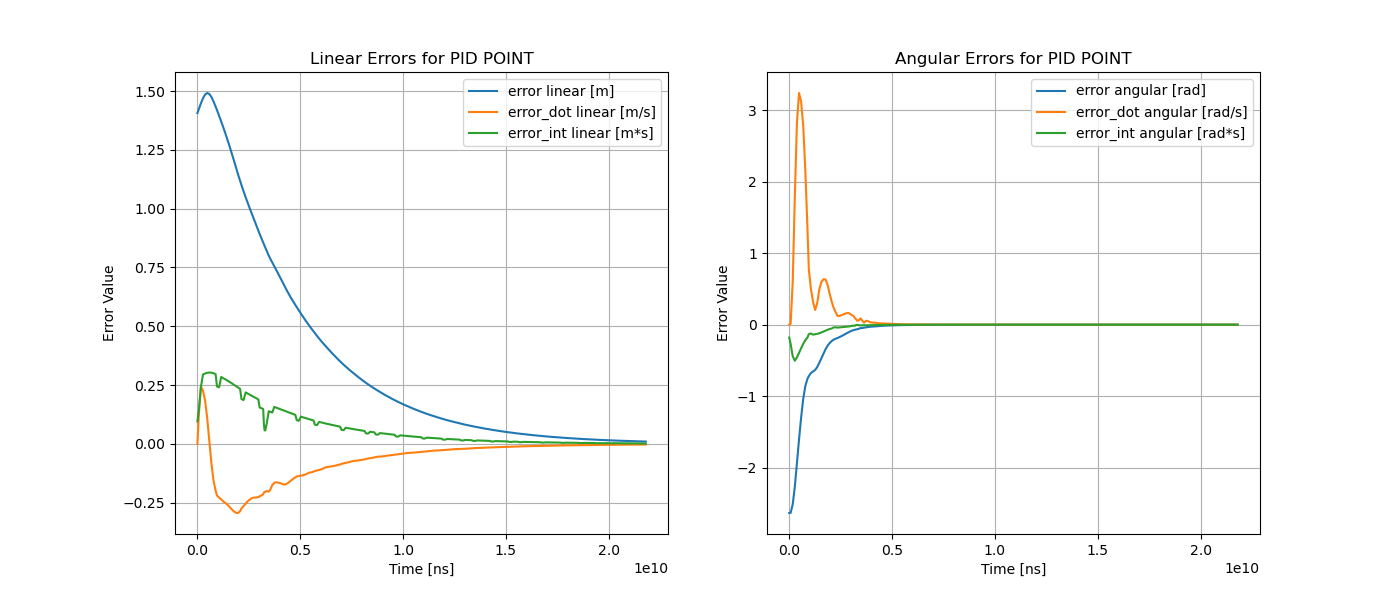 Linear Errors for PID POINT
error linear [m]
error_dot linear [m/s]
error_int linear [m*s]
1.50
1.25
1.00
0.75
0.50
0.25
0.00
−0.25
Error Value
0.0
0.5
1.0
1.5
2.0
1e10
Time [ns]
Angular Errors for PID POINT
error angular [rad]
error_dot angular [rad/s]
error_int angular [rad*s]
3
2
1
0
−1
−2
Error Value
0.0
0.5
1.0
1.5
2.0
1e10
Time [ns]